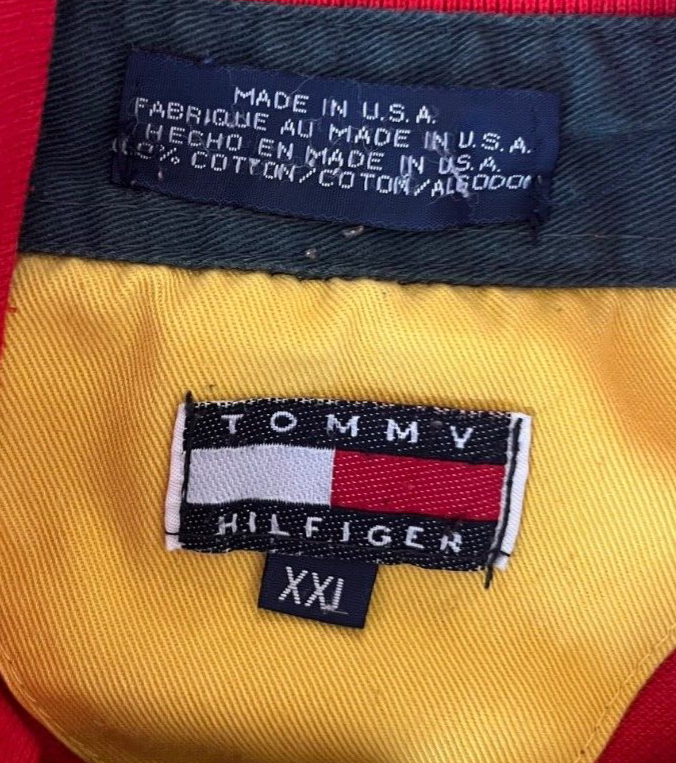 MADE IN U.S.A.
FABRIQUE AU MADE IN U.S.A.
HECHO EN MADE IN U.S.A.
COTTON/COTON/ALGODON
TOMMY
HILFIGER
XXL